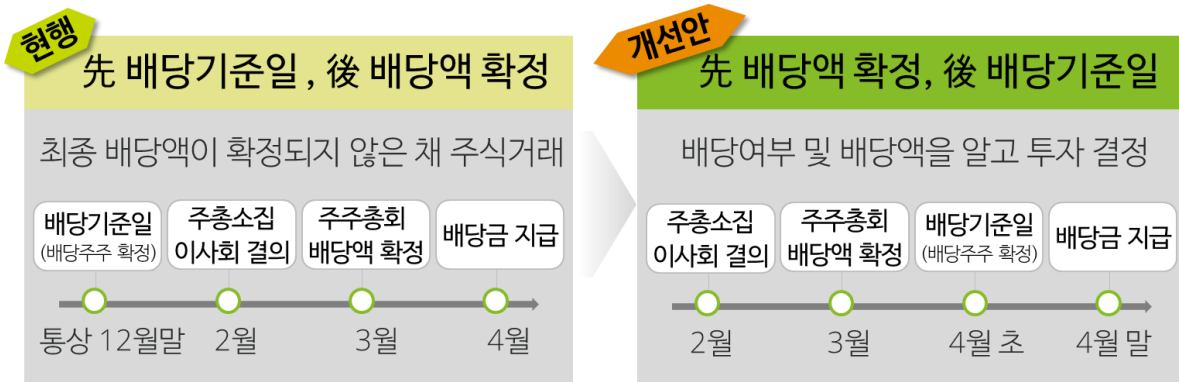 현행
先 배당기준일 , 後 배당액 확정
최종 배당액이 확정되지 않은 채 주식거래
배당기준일
(배당주주 확정)
주총소집
이사회 결의
주주총회
배당액 확정
배당금 지급
통상 12월말
2월
3월
4월
개선안
先 배당액 확정, 後 배당기준일
배당여부 및 배당액을 알고 투자 결정
주총소집
이사회 결의
주주총회
배당액 확정
배당기준일
(배당주주 확정)
배당금 지급
2월
3월
4월 초
4월 말